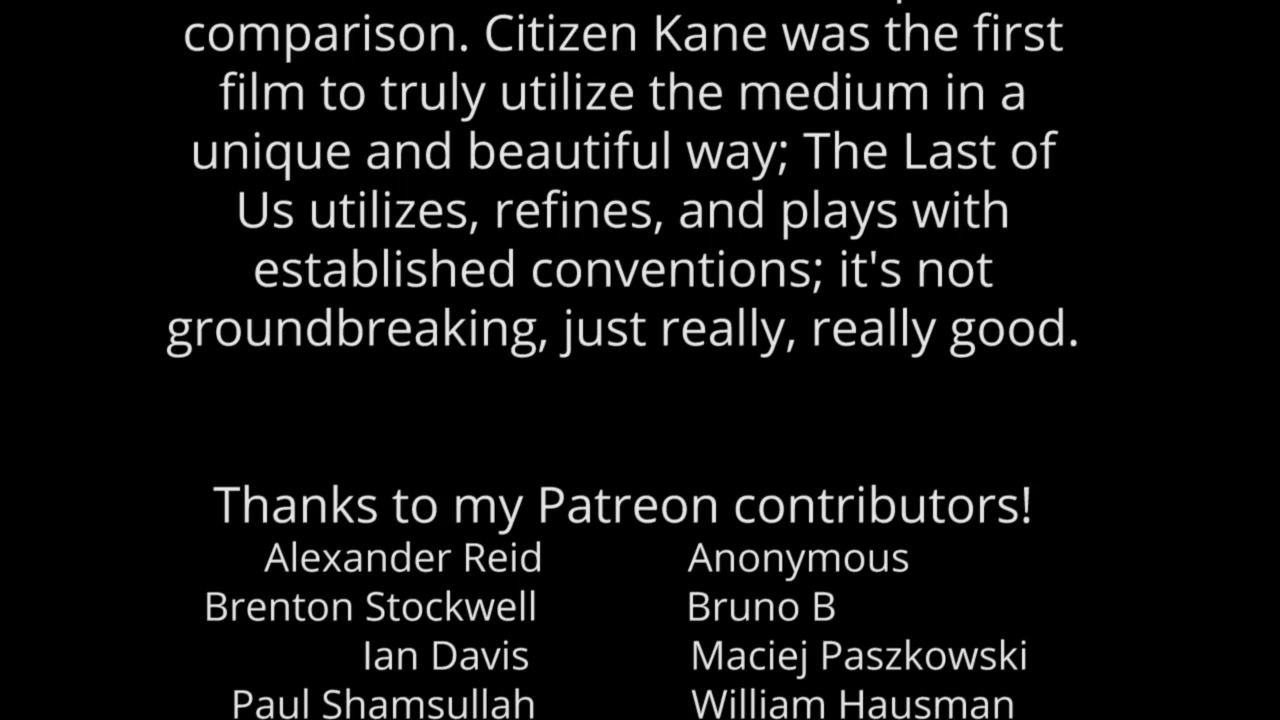 comparison. Citizen Kane was the first
film to truly utilize the medium in a
unique and beautiful way; The Last of
Us utilizes, refines, and plays with
established conventions; it's not
groundbreaking, just really, really good.
Thanks to my Patreon contributors!
Alexander Reid Anonymous
Brenton Stockwell Bruno B
Ian Davis Maciej Paszkowski
Paul Shamsullah William Hausman